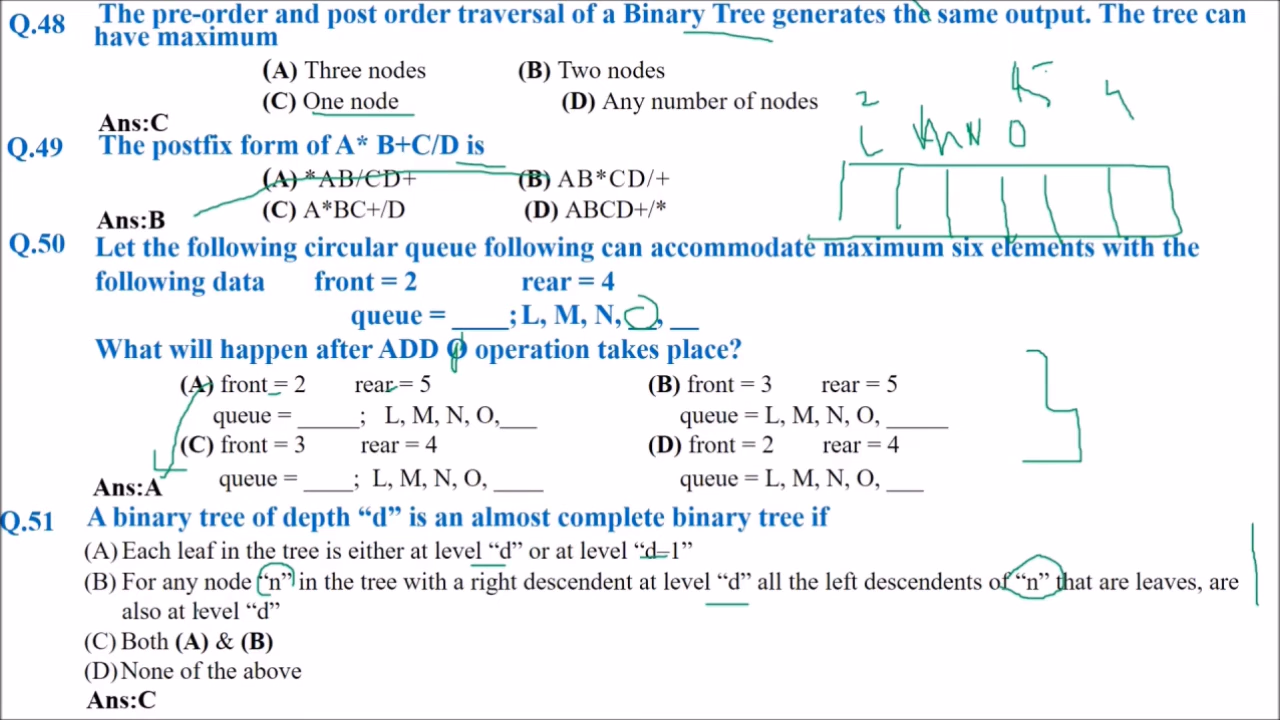 Q.48 The pre-order and post order traversal of a Binary Tree generates the same output. The tree can
have maximum
(A) Three nodes (B) Two nodes
(C) One node (D) Any number of nodes
Ans:C
Q.49 The postfix form of A* B+C/D is
(A) *AB/CD+ (B) AB*CD/+
(C) A*BC+/D (D) ABCD+/*
Ans:B
Q.50 Let the following circular queue following can accommodate maximum six elements with the
following data front = 2 rear = 4
queue = ____; L, M, N, __, __
What will happen after ADD O operation takes place?
(A) front = 2 rear = 5 (B) front = 3 rear = 5
queue = _____ ; L, M, N, O,___ queue = L, M, N, O, _____
(C) front = 3 rear = 4 (D) front = 2 rear = 4
queue = ____ ; L, M, N, O, ____ queue = L, M, N, O, ___
Ans:A
Q.51 A binary tree of depth “d” is an almost complete binary tree if
(A) Each leaf in the tree is either at level “d” or at level “d–1”
(B) For any node “n” in the tree with a right descendent at level “d” all the left descendents of “n” that are leaves, are
also at level “d”
(C) Both (A) & (B)
(D) None of the above
Ans:C
2 4
L N O